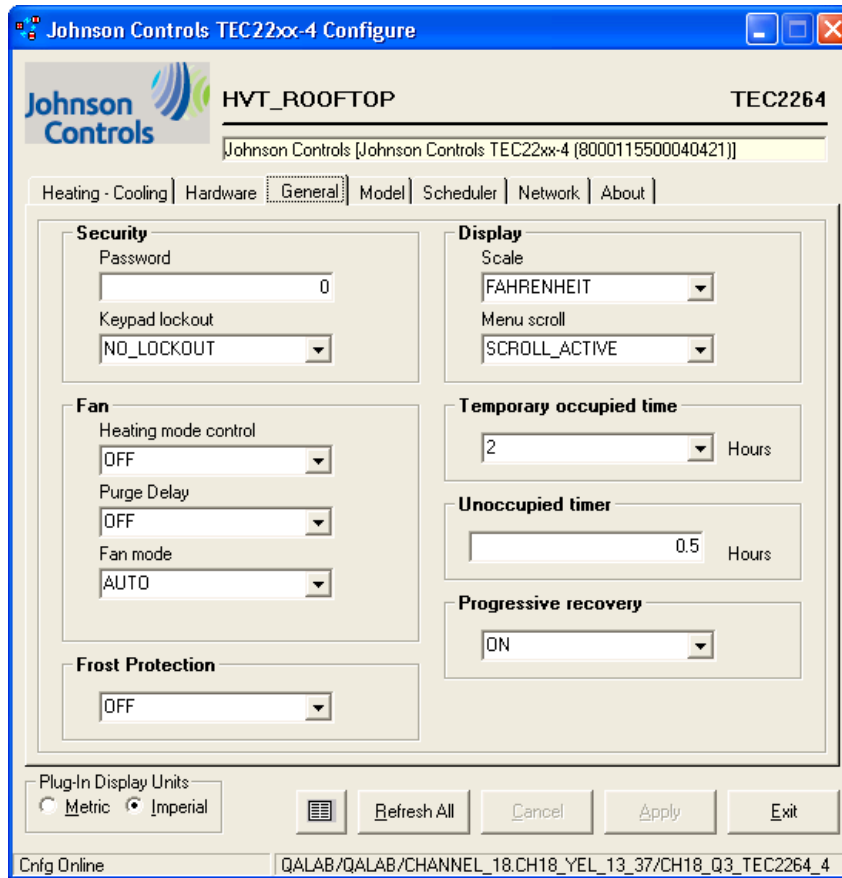 Johnson Controls TEC22xx-4 Configure
Johnson Controls
HVT_ROOFTOP
TEC2264
Johnson Controls [Johnson Controls TEC22xx-4 (8000115500040421)]
Heating - Cooling
Hardware
General
Model
Scheduler
Network
About
Security
Password
0
Keypad lockout
NO_LOCKOUT
Fan
Heating mode control
OFF
Purge Delay
OFF
Fan mode
AUTO
Frost Protection
OFF
Display
Scale
FAHRENHEIT
Menu scroll
SCROLL_ACTIVE
Temporary occupied time
2 Hours
Unoccupied timer
0.5 Hours
Progressive recovery
ON
Plug-In Display Units
Metric
Imperial
Refresh All
Cancel
Apply
Exit
Cnfg Online
QALAB/QALAB/CHANNEL_18.CH18_YEL_13_37/CH18_Q3_TEC2264_4